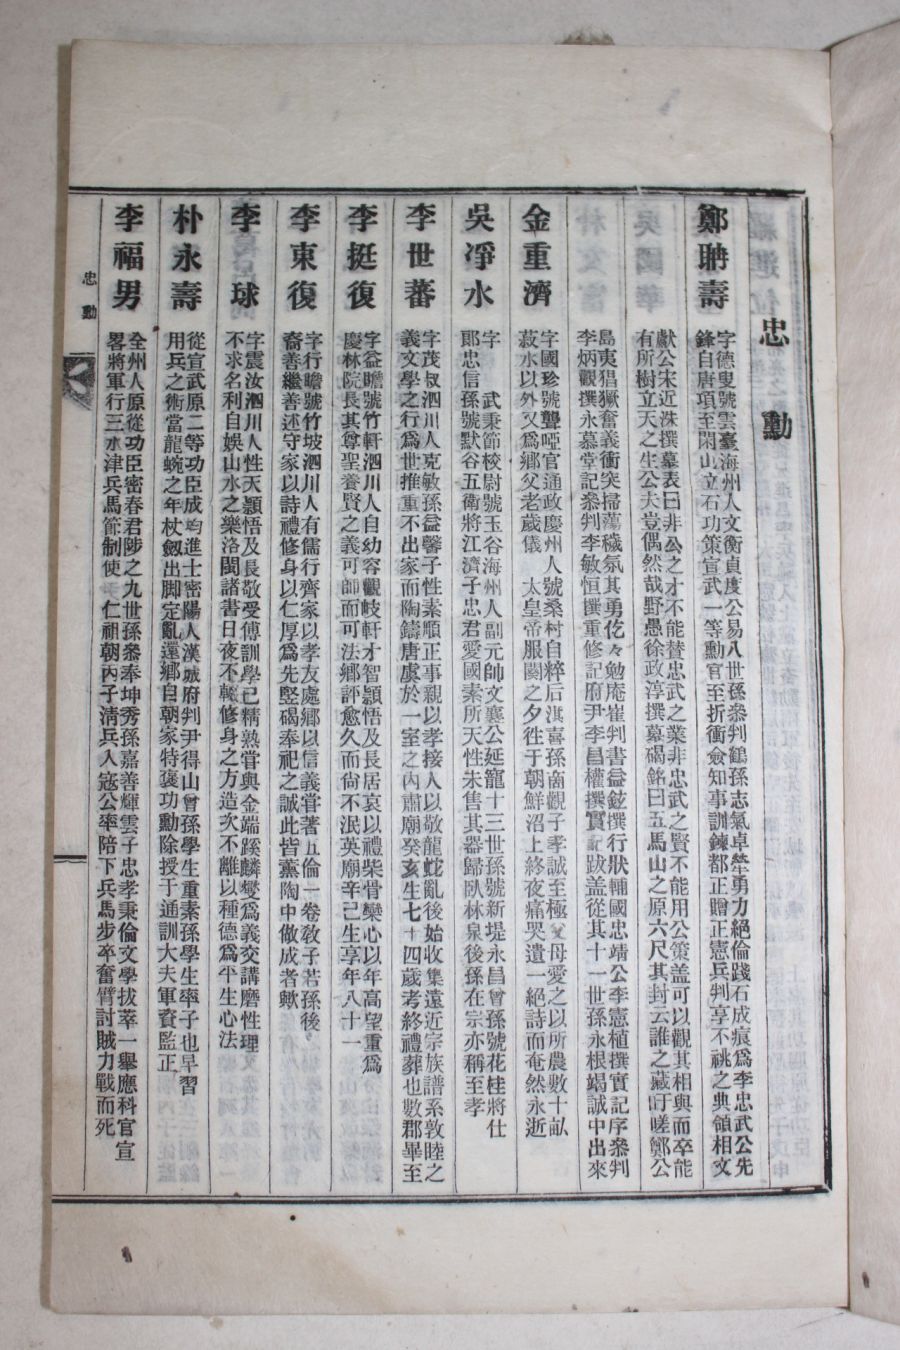 忠勳
鄭聃壽
字德叟號雲臺海州人文衡貞度公易八世孫參判鶴孫志氣卓犖勇力絕倫踐石成痕爲李忠武公先
鋒自唐項至閑山立石功策宣武一等勳官至折衝僉知事訓鍊都正贈正憲兵判享不祧之典領相文
獻公宋近洙撰墓表曰非公之才不能替忠武之業非忠武之賢不能用公策盖可以觀其相與而卒能
有所樹立天之生公夫豈偶然哉野愚徐政淳撰墓碣銘曰五馬山之原六尺其封云誰之藏吁嗟鄭公
島夷猖獗奮義衝突掃蕩穢氛其勇仡々勉庵崔判書益鉉撰行狀輔國忠靖公李憲植撰實記序參判
李炳觀撰永慕堂記參判李敏恒撰重修記府尹李昌權撰實記跋盖從其十一世孫永根竭誠中出來
金重濟
字國珍號聾啞官通政慶州人號桑村自粹后淇喜孫啇觀子孝誠至極父母愛之以所農數十畆
菽水以外又爲鄉父老歲儀 太皇帝服闋之夕徃于朝鮮沼上終夜痛哭遺一絕詩而奄然永逝
吳凈水
字 武秉節校尉號玉谷海州人副元帥文襄公延寵十三世孫號新堤永昌曾孫號花桂將仕
郞忠信孫號默谷五衛將江濟子忠君愛國素所天性朱售其器歸臥林泉後孫在宗亦稱至孝
李世蕃
字茂叔泗川人克敏孫益馨子性素順正事親以孝接人以敬龍蛇亂後始收集遠近宗族譜系敦睦之
義文學之行爲世推重不出家而陶鑄唐虞於一室之內肅廟癸亥生七十四歲考終禮葬也數郡畢至
李挺復
字益瞻號竹軒泗川人自幼容觀岐軒才智顈悟及長居哀以禮柴骨欒心以年高望重爲
慶林院長其尊聖養賢之義可師而可法鄉評愈久而尙不泯英廟辛己生享年八十一
李東復
字行瞻號竹坡泗川人有儒行齊家以孝友處鄉以信義甞著五倫一卷敎子若孫後
裔善繼善述守家以詩禮修身以仁厚爲先堅碣奉祀之誠此皆薰陶中做成者歟
李球
字震汝泗川人性天顈悟及長敬受傅訓學已精熟甞與金端蹊麟爕爲義交講磨性理
不求名利自娛山水之樂洛閩諸書日夜不輟修身之方造次不離以種德爲平生心法
朴永壽
從宣武原二等功臣成均進士密陽人漢城府判尹得山曾孫學生重素孫學生率子也早習
用兵之術當龍蜿之年杖劒出脚定亂還鄉自朝家特褒功勳除授于通訓大夫軍資監正
李福男
全州人原從功臣密春君陟之九世孫參奉坤秀孫嘉善輝雲子忠孝秉倫文學拔萃一擧應科官宣
畧將軍行三水津兵馬節制使 仁祖朝丙子淸兵入寇公率陪下兵馬步卒奮臂討賊力戰而死
忠勳